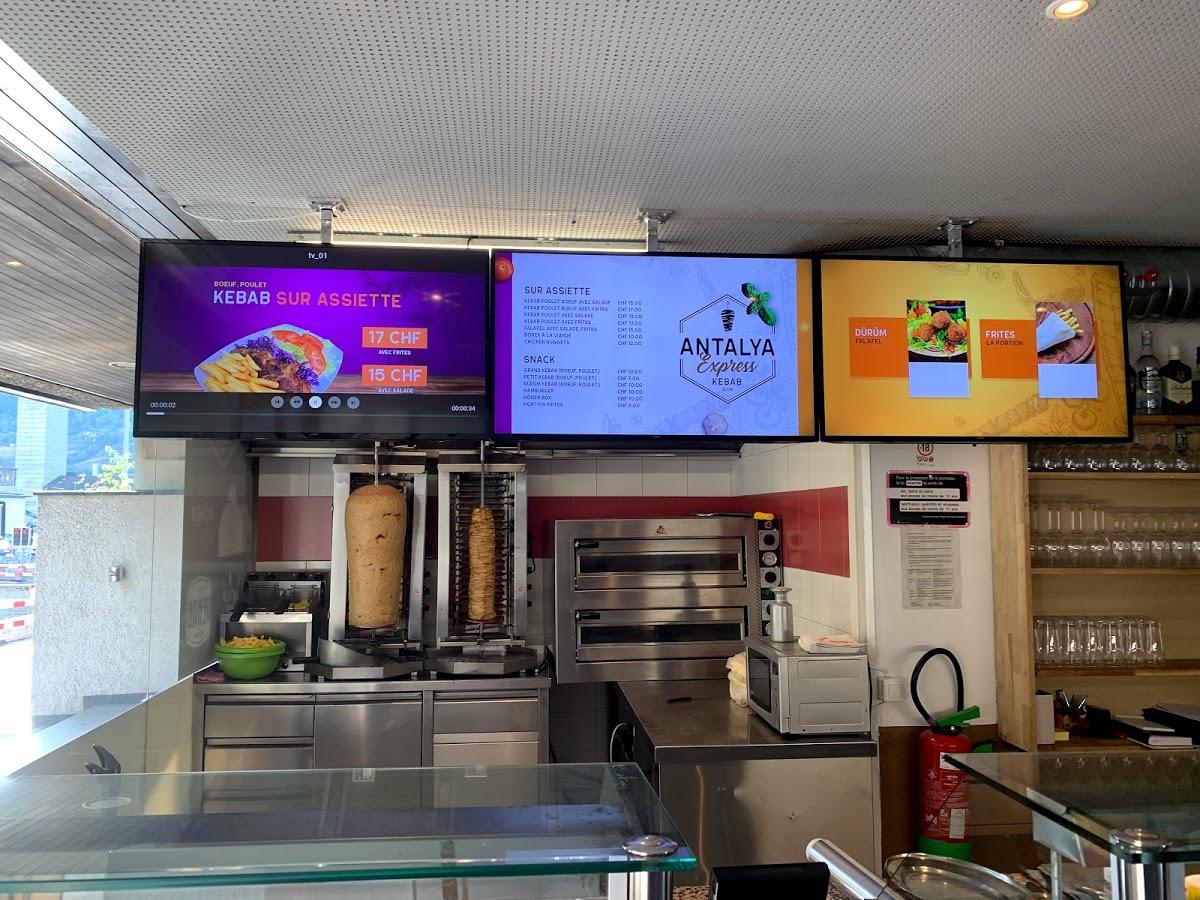 tv_01
BOEUF, POULET
KEBAB SUR ASSIETTE
17 CHF
AVEC FRITES
15 CHF
AVEC SALADE
00:00:02
00:00:34
SUR ASSIETTE
KEBAB POULET BOEUF AVEC SALADE CHF 15.00
KEBAB POULET BOEUF AVEC FRITES CHF 17.00
KEBAB POULET AVEC SALADE CHF 15.00
KEBAB POULET AVEC FRITES CHF 17.00
FALAFEL AVEC SALADE, FRITES CHF 15.00
BÖREK À LA VIANDE CHF 10.00
CHICKEN NUGGETS CHF 12.00
SNACK
GRAND KEBAB (BOEUF, POULET) CHF 10.00
PETIT KEBAB (BOEUF, POULET) CHF 7.00
DÜRÜM KEBAB (BOEUF, POULET) CHF 10.00
HAMBURGER CHF 10.00
DÖNER BOX CHF 10.00
PORTION FRITES CHF 5.00
ANTALYA
Express
KEBAB
SION
DÜRÜM
FALAFEL
FRITES
LA PORTION
-18